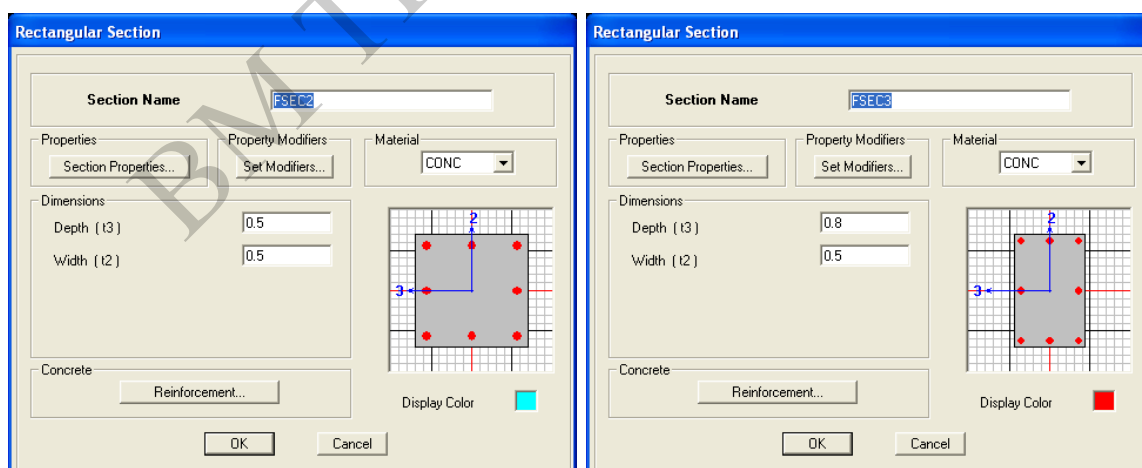 Rectangular Section
Section Name FSEC2
Properties
Section Properties...
Property Modifiers
Set Modifiers...
Material
CONC
Dimensions
Depth ( t3 ) 0.5
Width ( t2 ) 0.5
2
3
Concrete
Reinforcement...
Display Color
OK Cancel
Rectangular Section
Section Name FSEC3
Properties
Section Properties...
Property Modifiers
Set Modifiers...
Material
CONC
Dimensions
Depth ( t3 ) 0.8
Width ( t2 ) 0.5
2
3
Concrete
Reinforcement...
Display Color
OK Cancel
BM T